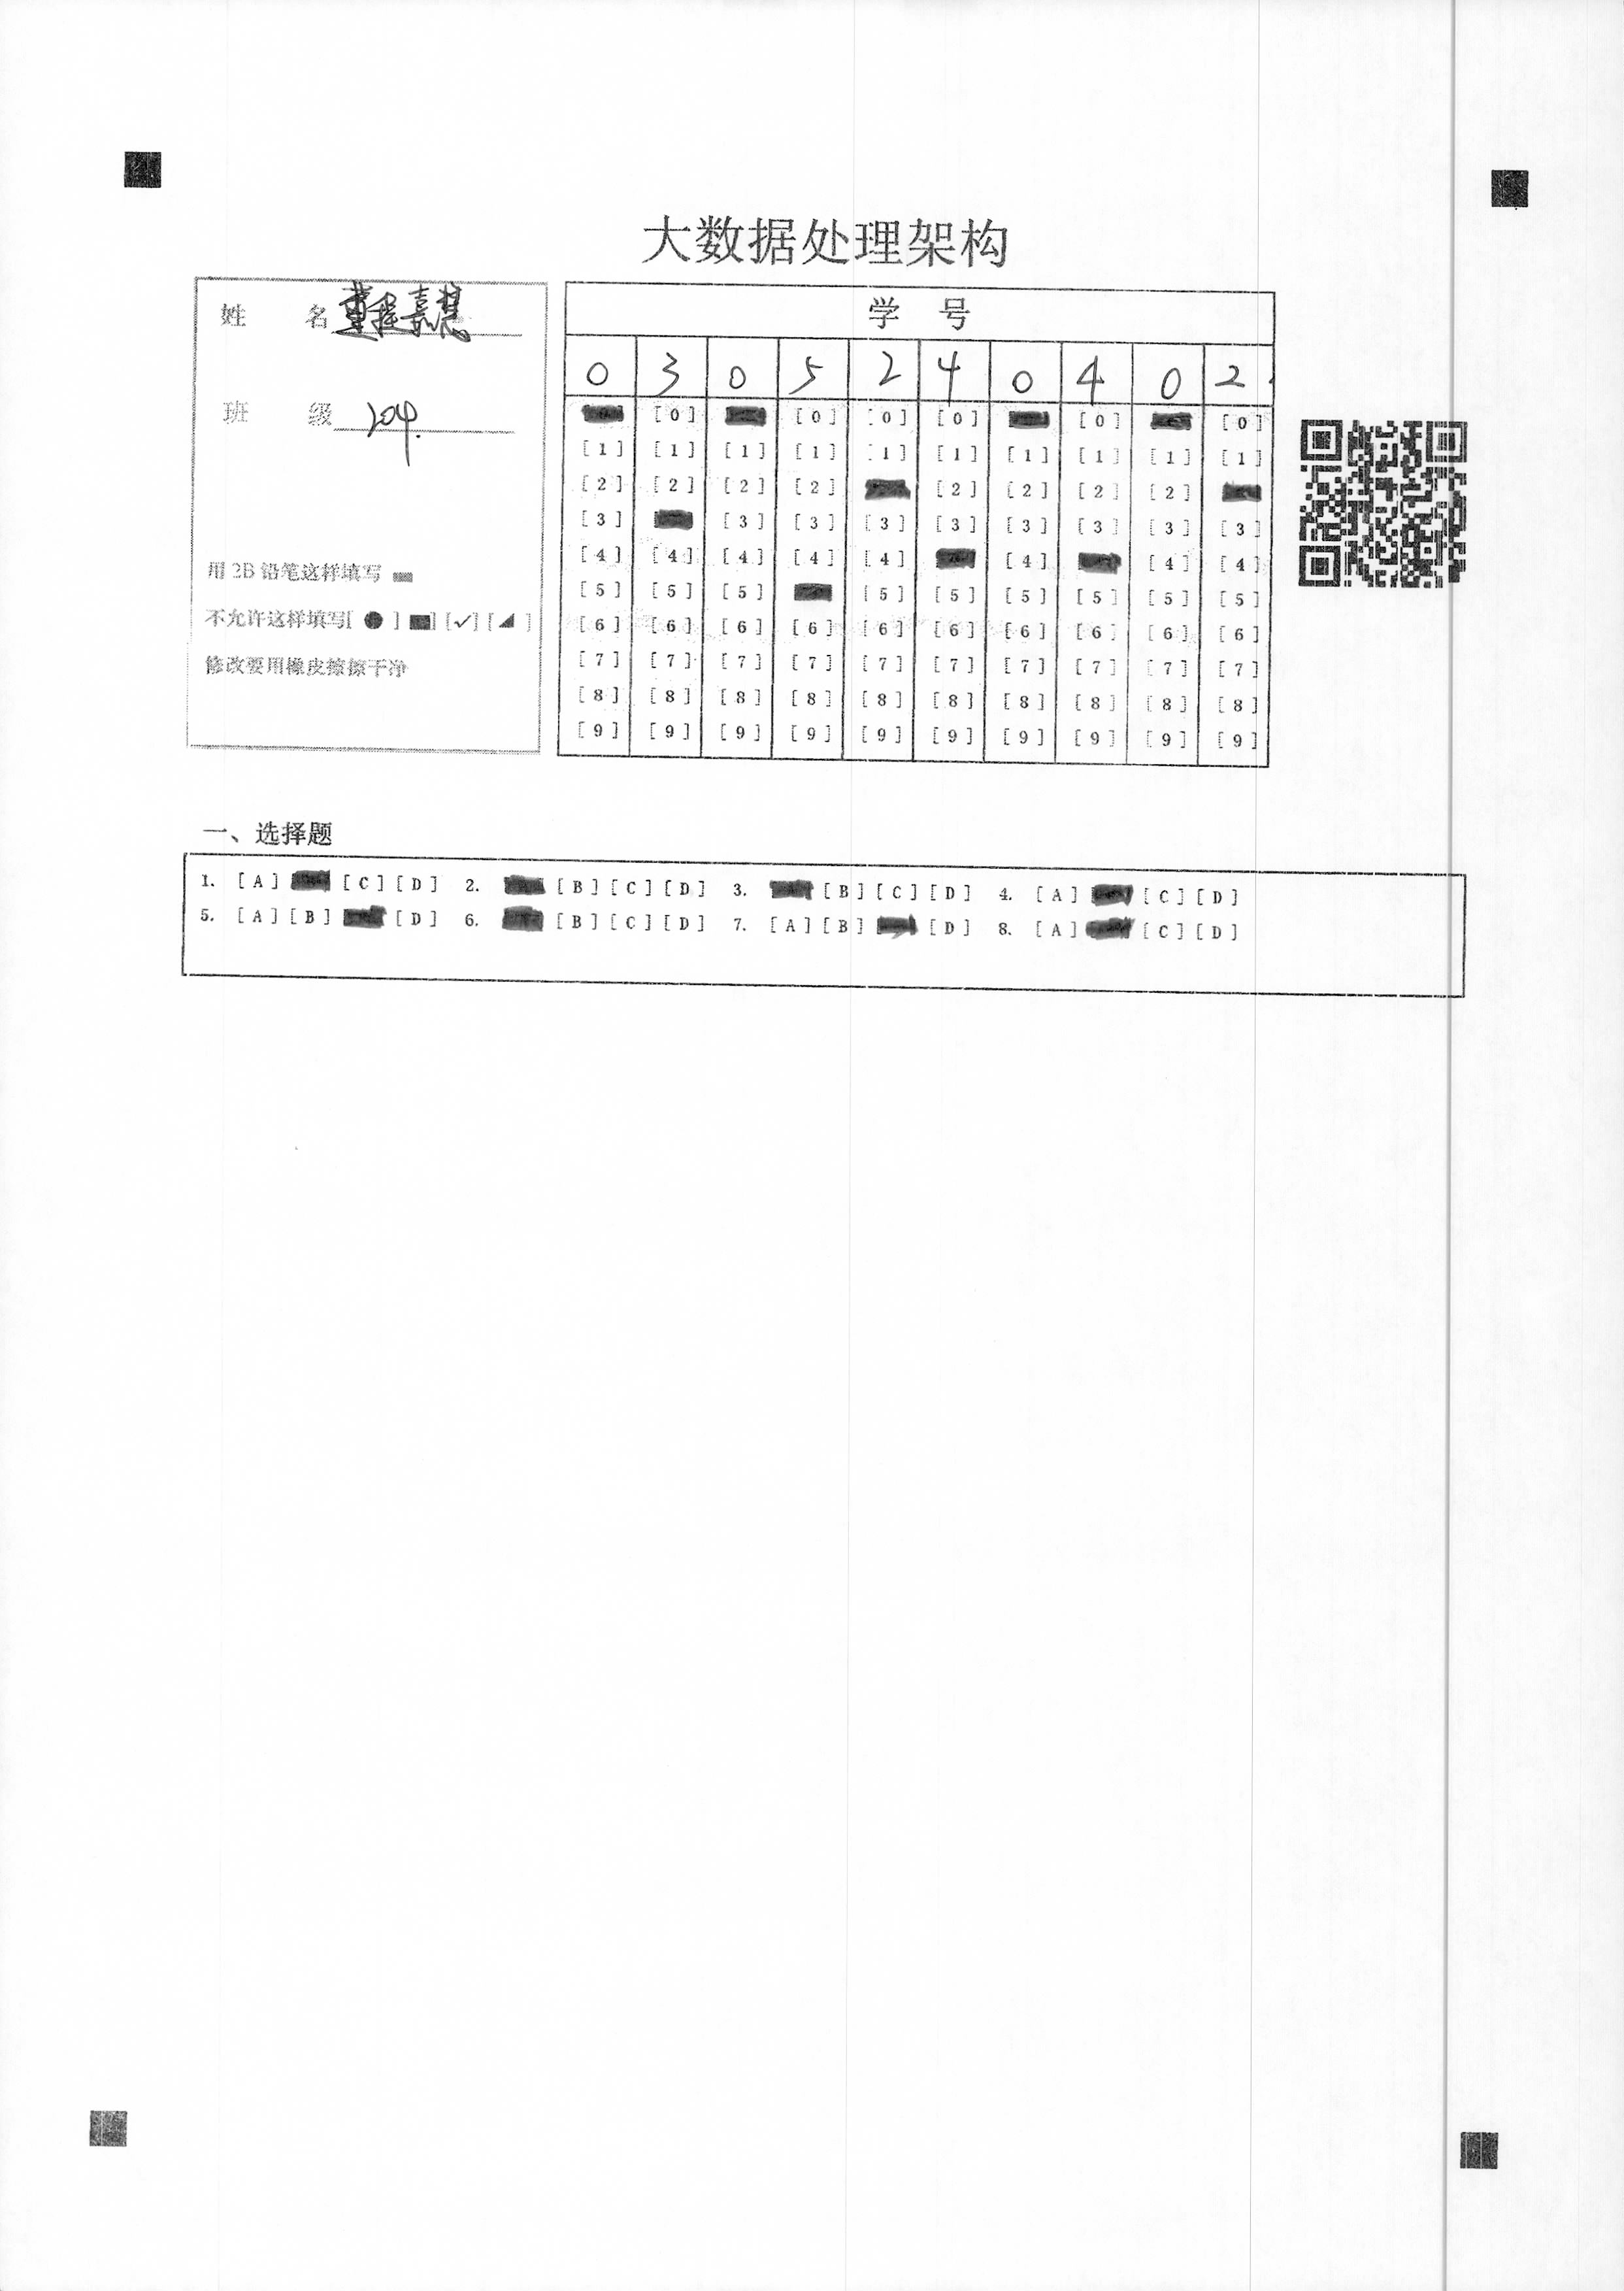 大数据处理架构
姓 名 董程嘉慧
班 级 204.
用 2B 铅笔这样填写
不允许这样填写[ ● ] ■] [✓] [◢ ]
修改要用橡皮擦擦干净
学 号
0 3 0 5 2 4 0 4 0 2
[0] [0] [0] [0] [0] [0]
[1] [1] [1] [1] [1] [1] [1] [1] [1] [1]
[2] [2] [2] [2] [2] [2] [2] [2]
[3] [3] [3] [3] [3] [3] [3] [3] [3]
[4] [4] [4] [4] [4] [4] [4] [4]
[5] [5] [5] [5] [5] [5] [5] [5] [5]
[6] [6] [6] [6] [6] [6] [6] [6] [6] [6]
[7] [7] [7] [7] [7] [7] [7] [7] [7] [7]
[8] [8] [8] [8] [8] [8] [8] [8] [8] [8]
[9] [9] [9] [9] [9] [9] [9] [9] [9] [9]
一、选择题
1. [A] [C] [D] 2. [B] [C] [D] 3. [B] [C] [D] 4. [A] [C] [D]
5. [A] [B] [D] 6. [B] [C] [D] 7. [A] [B] [D] 8. [A] [C] [D]